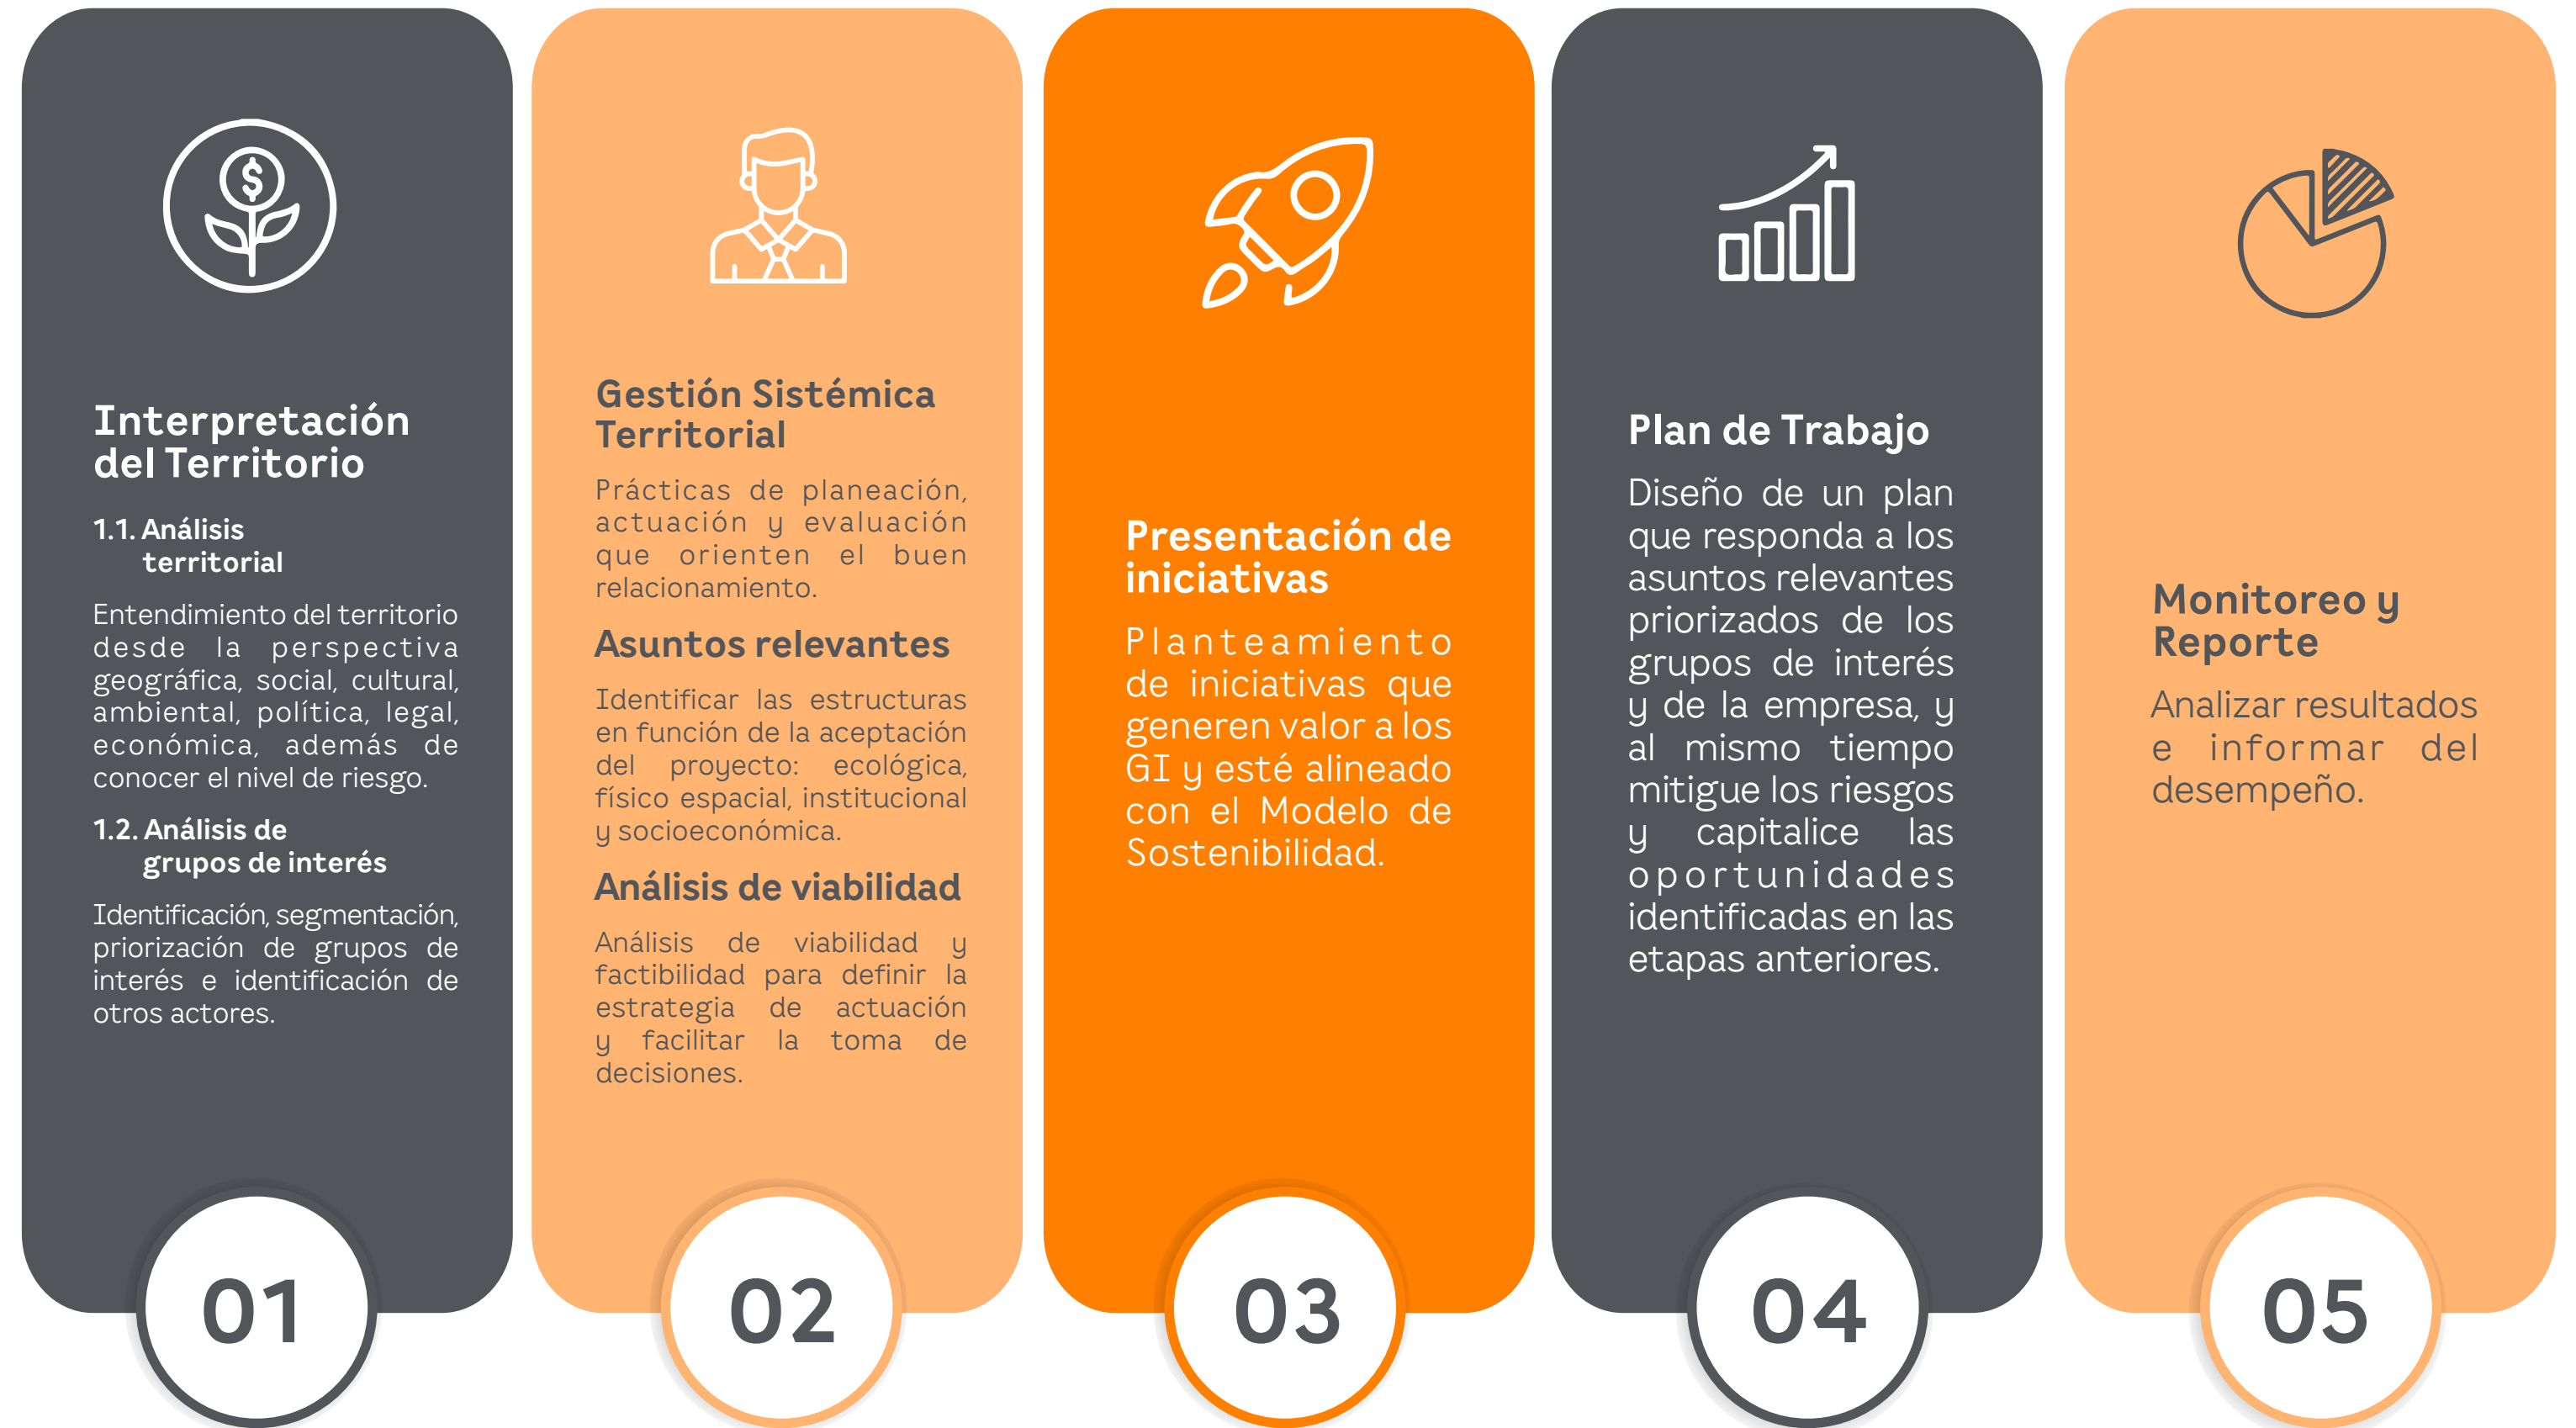 Interpretación
del Territorio
1.1. Análisis
territorial
Entendimiento del territorio
desde la perspectiva
geográfica, social, cultural,
ambiental, política, legal,
económica, además de
conocer el nivel de riesgo.
1.2. Análisis de
grupos de interés
Identificación, segmentación,
priorización de grupos de
interés e identificación de
otros actores.
01
Gestión Sistémica
Territorial
Prácticas de planeación,
actuación y evaluación
que orienten el buen
relacionamiento.
Asuntos relevantes
Identificar las estructuras
en función de la aceptación
del proyecto: ecológica,
físico espacial, institucional
y socioeconómica.
Análisis de viabilidad
Análisis de viabilidad y
factibilidad para definir la
estrategia de actuación
y facilitar la toma de
decisiones.
02
Presentación de
iniciativas
Planteamiento
de iniciativas que
generen valor a los
GI y esté alineado
con el Modelo de
Sostenibilidad.
03
Plan de Trabajo
Diseño de un plan
que responda a los
asuntos relevantes
priorizados de los
grupos de interés
y de la empresa, y
al mismo tiempo
mitigue los riesgos
y capitalice las
oportunidades
identificadas en las
etapas anteriores.
04
Monitoreo y
Reporte
Analizar resultados
e informar del
desempeño.
05